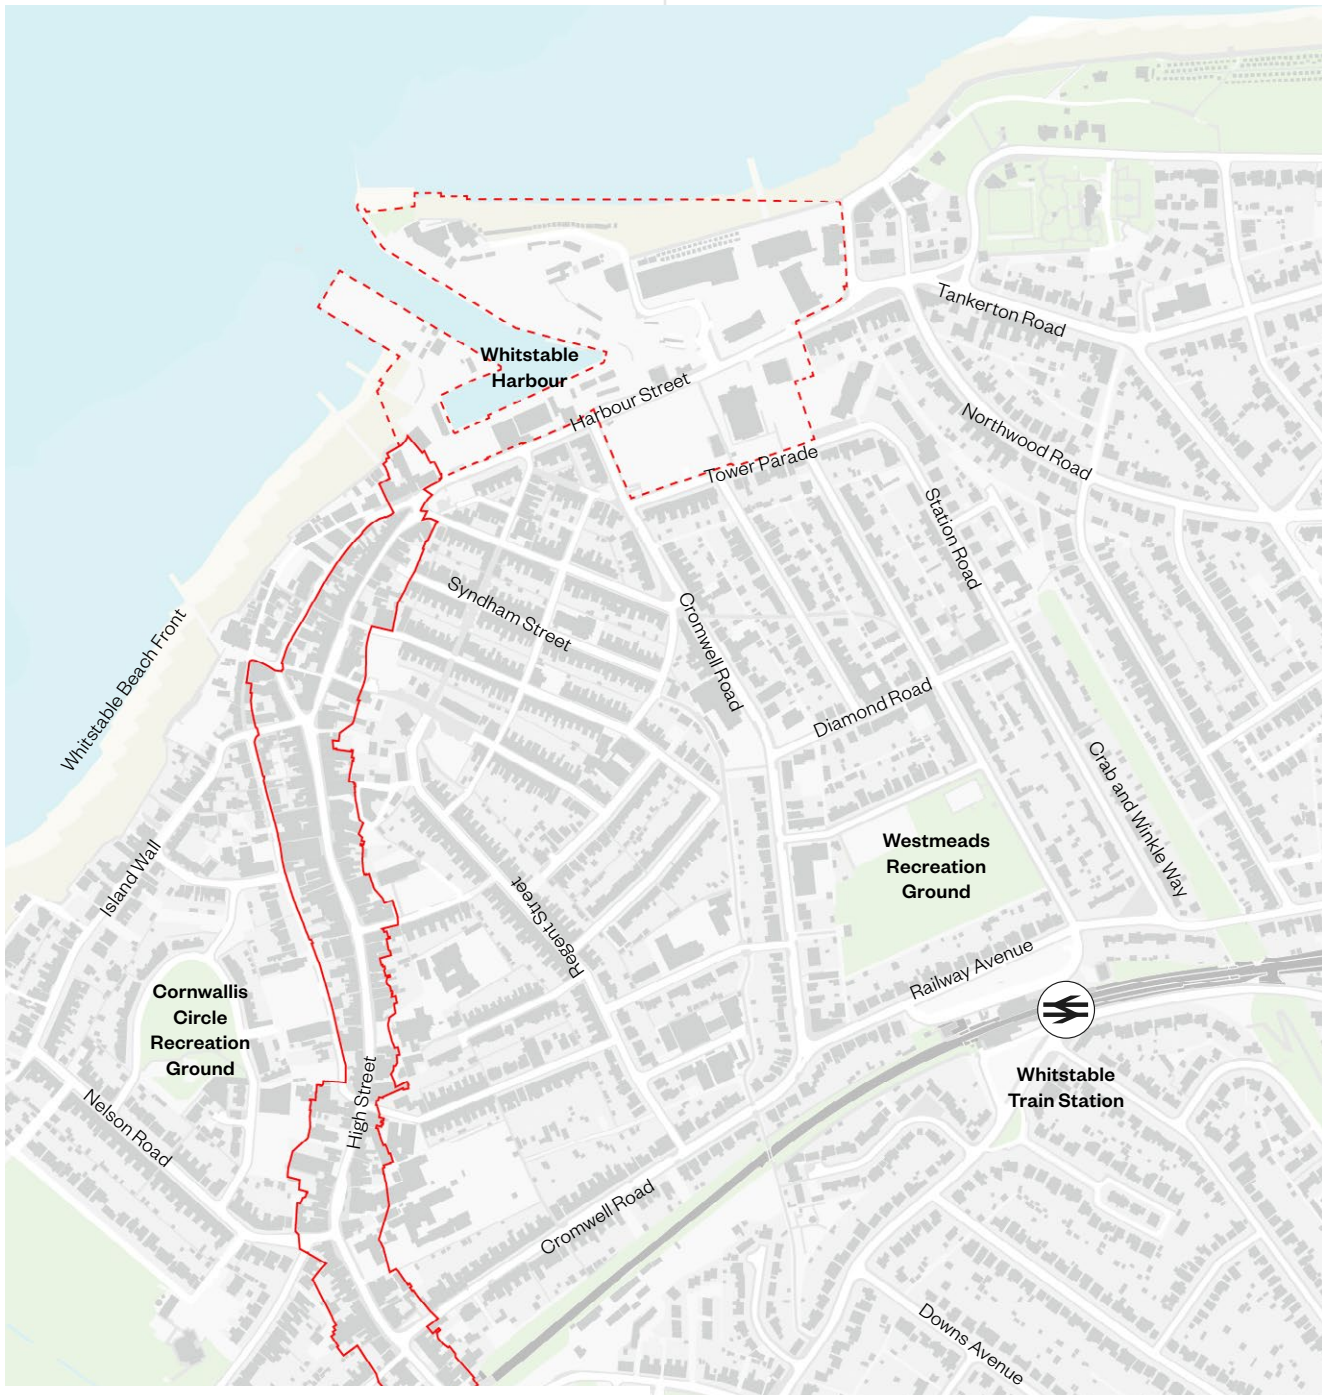 Tankerton Road
Whitstable
Harbour
Harbour Street
Northwood Road
Tower Parade
Station Road
Syndham Street
Cromwell Road
Whitstable Beach Front
Diamond Road
Crab and Winkle Way
Island Wall
Westmeads
Recreation
Ground
Regent Street
Railway Avenue
Cornwallis
Circle
Recreation
Ground
High Street
Whitstable
Train Station
Nelson Road
Cromwell Road
Downs Avenue